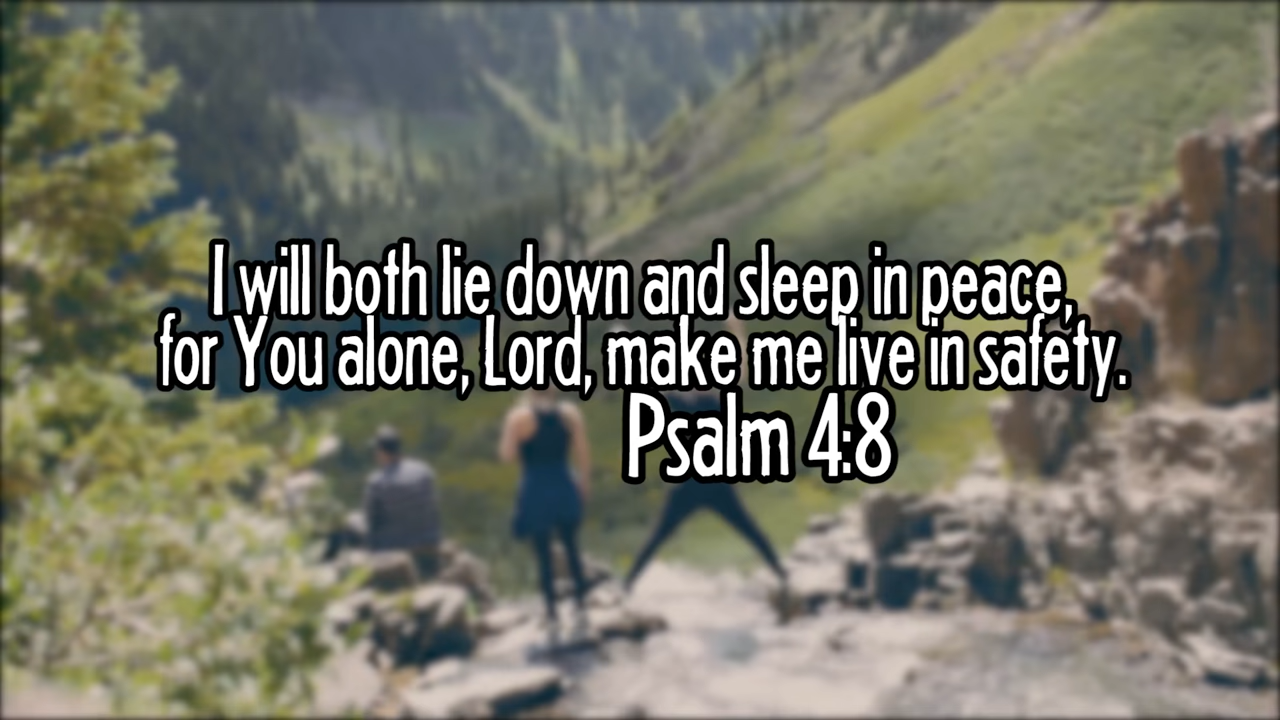 I will both lie down and sleep in peace,
for You alone, Lord, make me live in safety.
Psalm 4:8